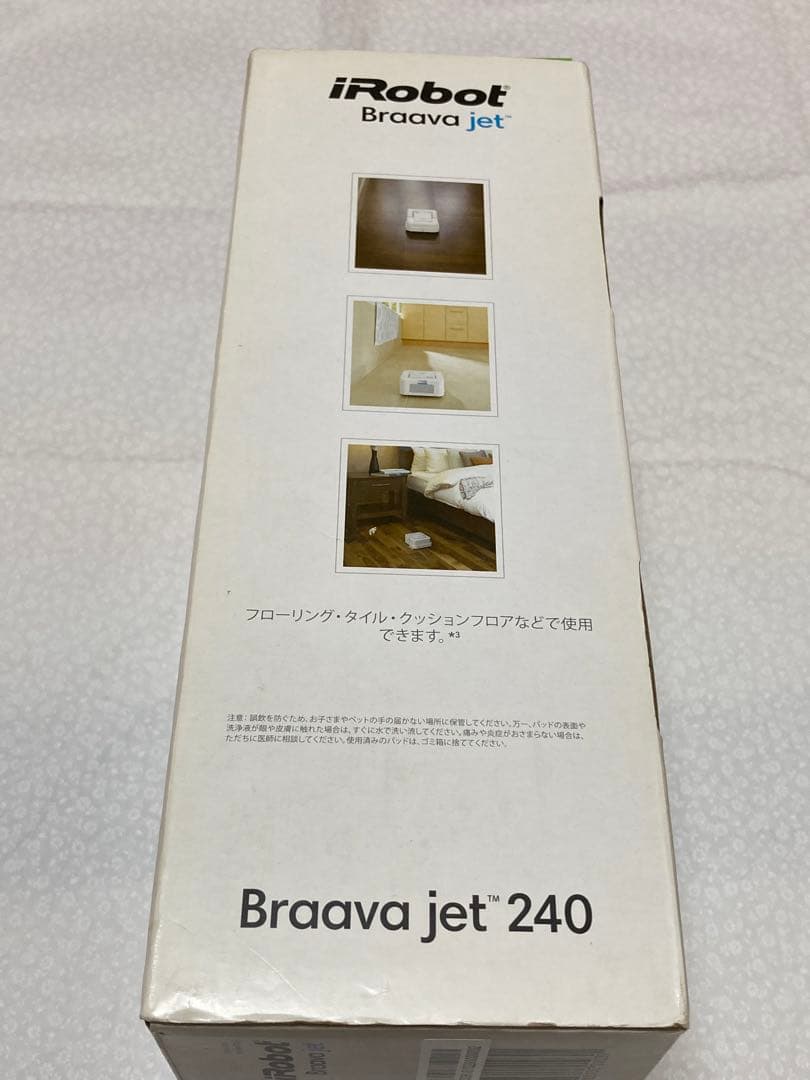 iRobot®
Braava jet™
フローリング・タイル・クッションフロアなどで使用
できます。*3
注意：誤飲を防ぐため、お子さまやペットの手の届かない場所に保管してください。万一、パッドの表面や
洗浄液が眼や皮膚に触れた場合は、すぐに水で洗い流してください。痛みや炎症がおさまらない場合は、
ただちに医師に相談してください。使用済みのパッドは、ゴミ箱に捨ててください。
Braava jet™ 240
iRobot
Braava jet